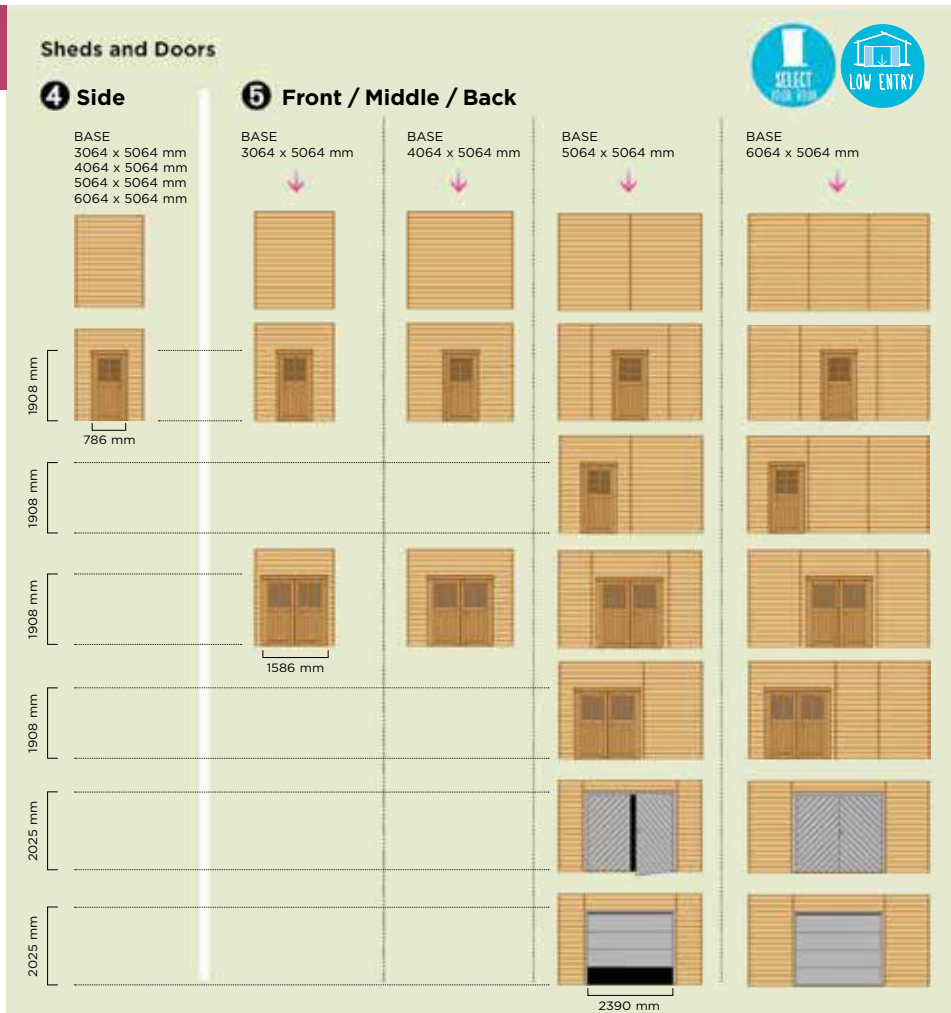 Sheds and Doors
SELECT
YOUR DOOR
LOW ENTRY
4 Side
5 Front / Middle / Back
BASE
3064 x 5064 mm
4064 x 5064 mm
5064 x 5064 mm
6064 x 5064 mm
BASE
3064 x 5064 mm
BASE
4064 x 5064 mm
BASE
5064 x 5064 mm
BASE
6064 x 5064 mm
1908 mm
786 mm
1908 mm
1908 mm
1586 mm
1908 mm
2025 mm
2025 mm
2390 mm